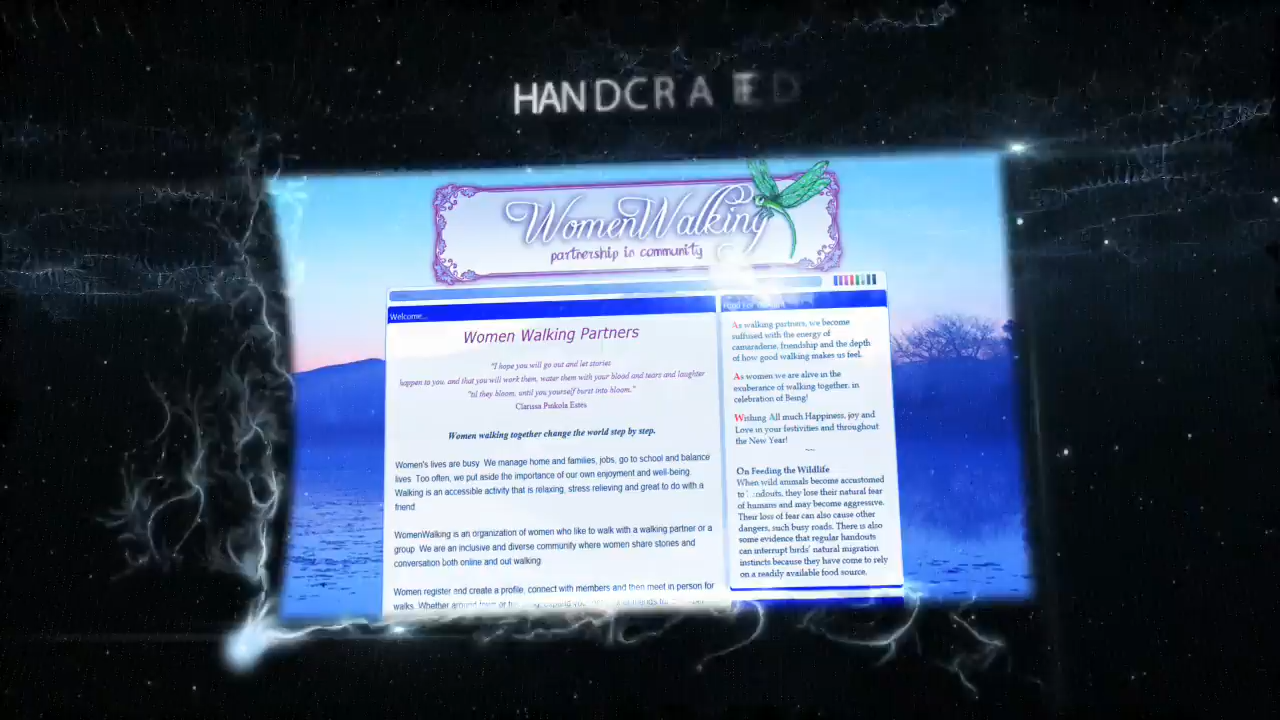 HANDCRA ED
WomenWalking
partnership in community
Welcome...
Women Walking Partners
"I hope you will go out and let stories
happen to you, and that you will work them, water them with your blood and tears and laughter
"til they bloom, until you yourself burst into bloom."
Clarissa Pinkola Estes
Women walking together change the world step by step.
Women's lives are busy We manage home and families, jobs, go to school and balance
lives Too often, we put aside the importance of our own enjoyment and well-being.
Walking is an accessible activity that is relaxing, stress relieving and great to do with a
friend
WomenWalking is an organization of women who like to walk with a walking partner or a
group We are an inclusive and diverse community where women share stories and
conversation both online and out walking
Women register and create a profile, connect with members and then meet in person for
walks. Whether around
Food For
As walking partners, we become
suffused with the energy of
camaraderie, friendship and the depth
of how good walking makes us feel.
As women we are alive in the
exuberance of walking together, in
celebration of Being!
Wishing All much Happiness, joy and
Love in your festivities and throughout
the New Year!
~~
On Feeding the Wildlife
When wild animals become accustomed
to handouts, they lose their natural fear
of humans and may become aggressive.
Their loss of fear can also cause other
dangers, such busy roads. There is also
some evidence that regular handouts
can interrupt birds' natural migration
instincts because they have come to rely
on a readily available food source.